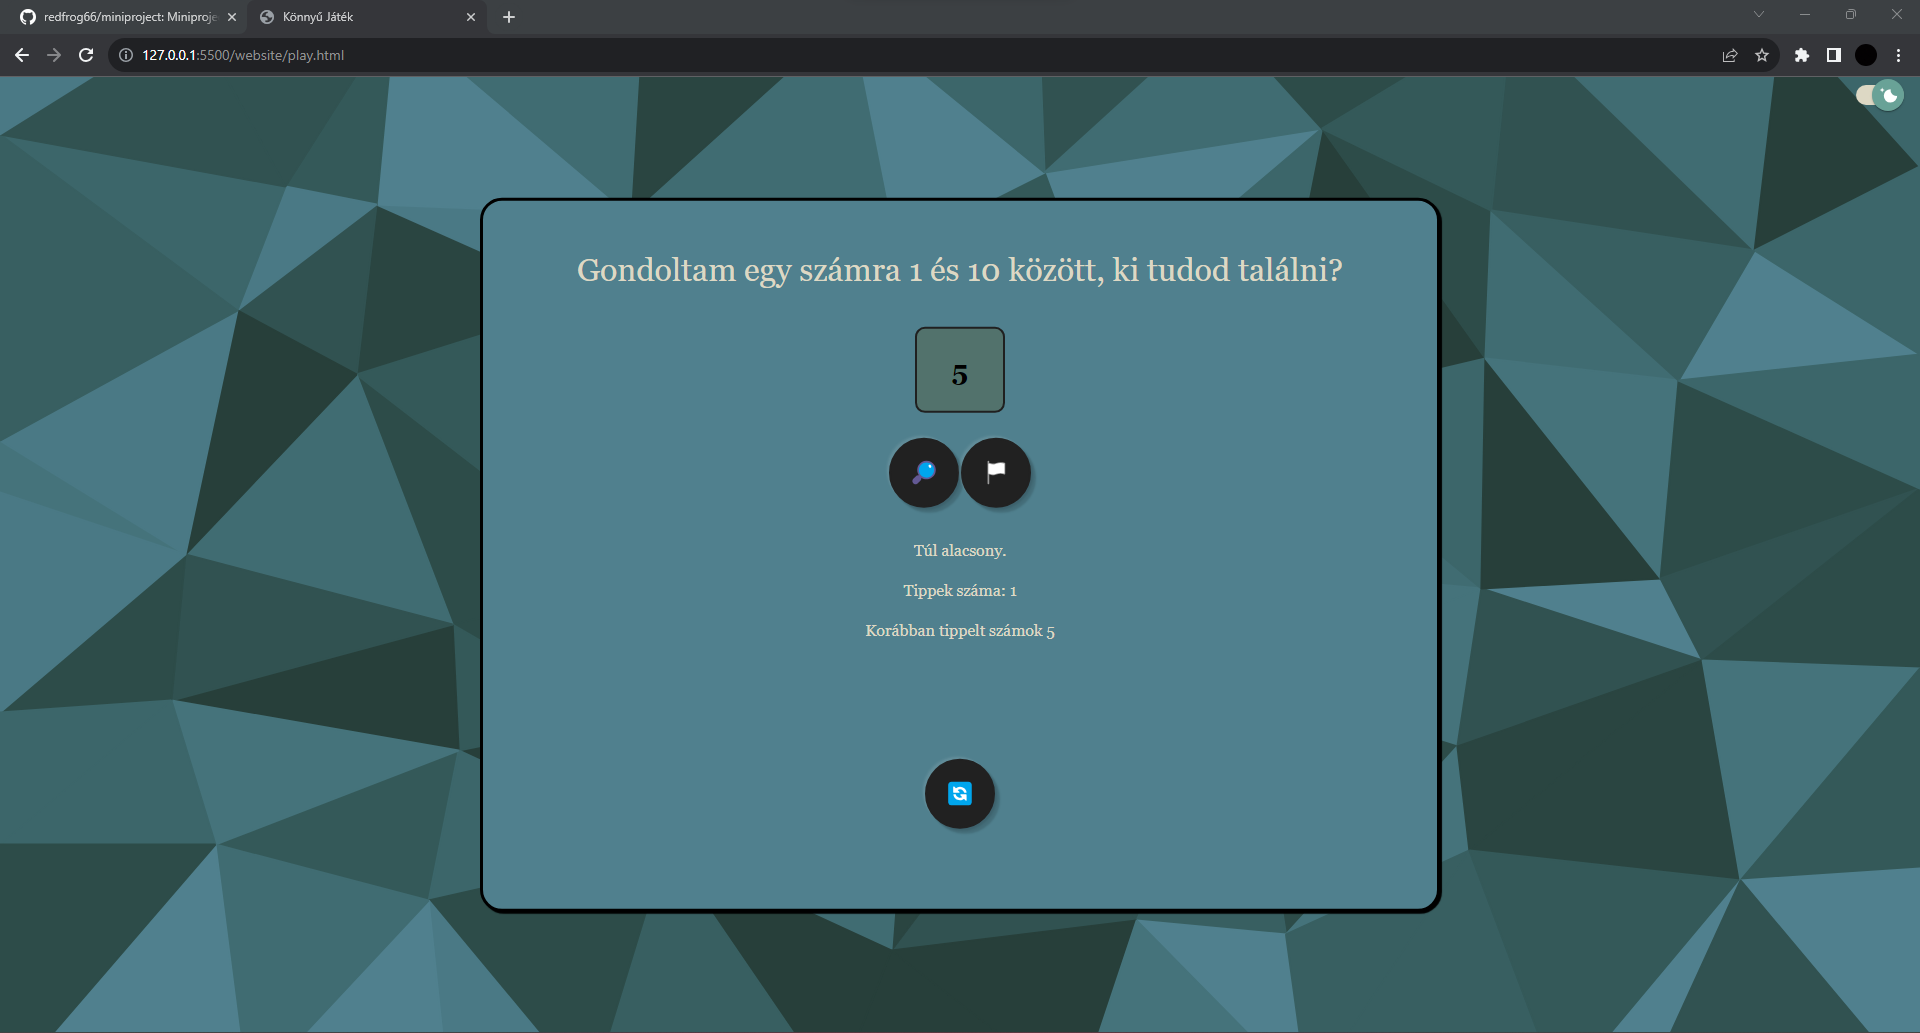 redfrog66/miniproject: Miniproje
Könnyű Játék
127.0.0.1:5500/website/play.html
Gondoltam egy számra 1 és 10 között, ki tudod találni?
5
Túl alacsony.
Tippek száma: 1
Korábban tippelt számok 5